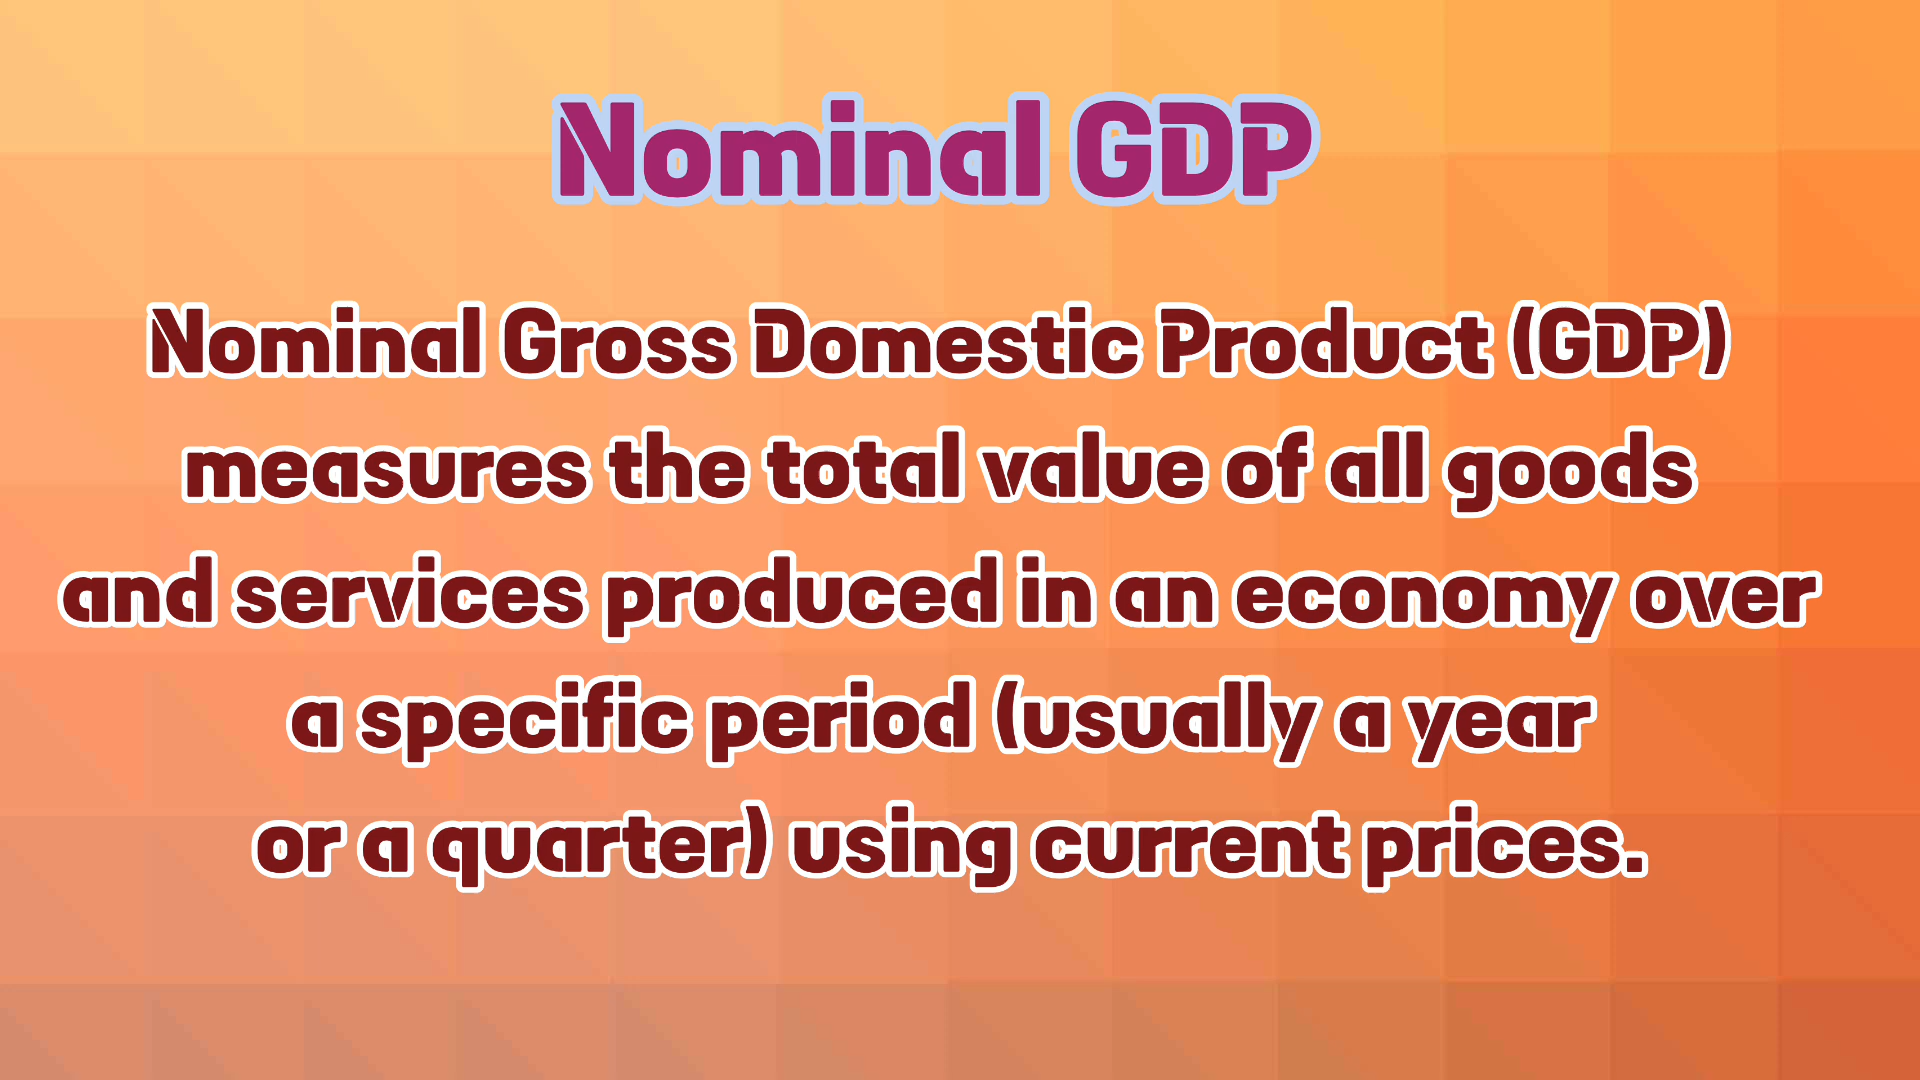 Nominal GDP
Nominal Gross Domestic Product (GDP)
measures the total value of all goods
and services produced in an economy over
a specific period (usually a year
or a quarter) using current prices.